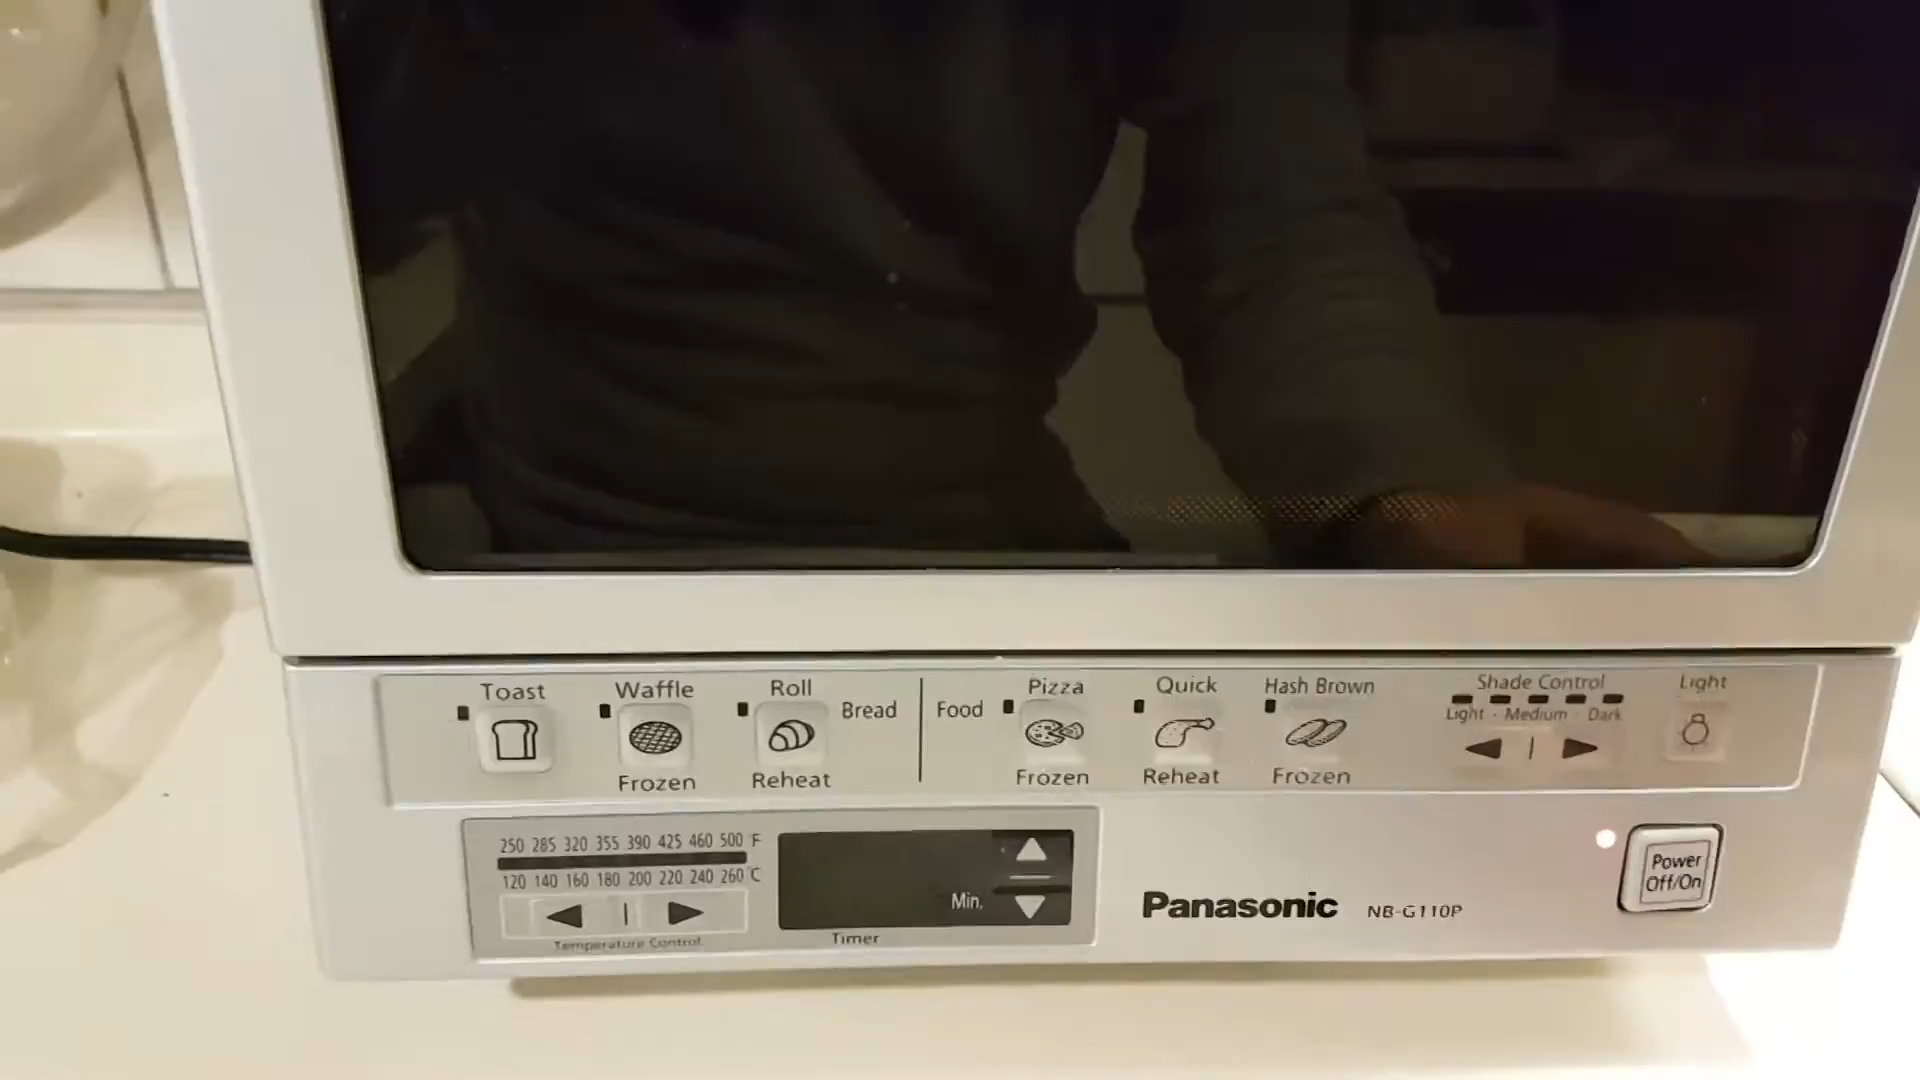 Toast
Waffle
Roll
Bread
Food
Pizza
Quick
Hash Brown
Shade Control
Light
Light · Medium · Dark
Frozen
Reheat
Frozen
Reheat
Frozen
250 285 320 355 390 425 460 500 °F
120 140 160 180 200 220 240 260 °C
Temperature Control
Min.
Timer
Panasonic NB-G110P
Power
Off/On